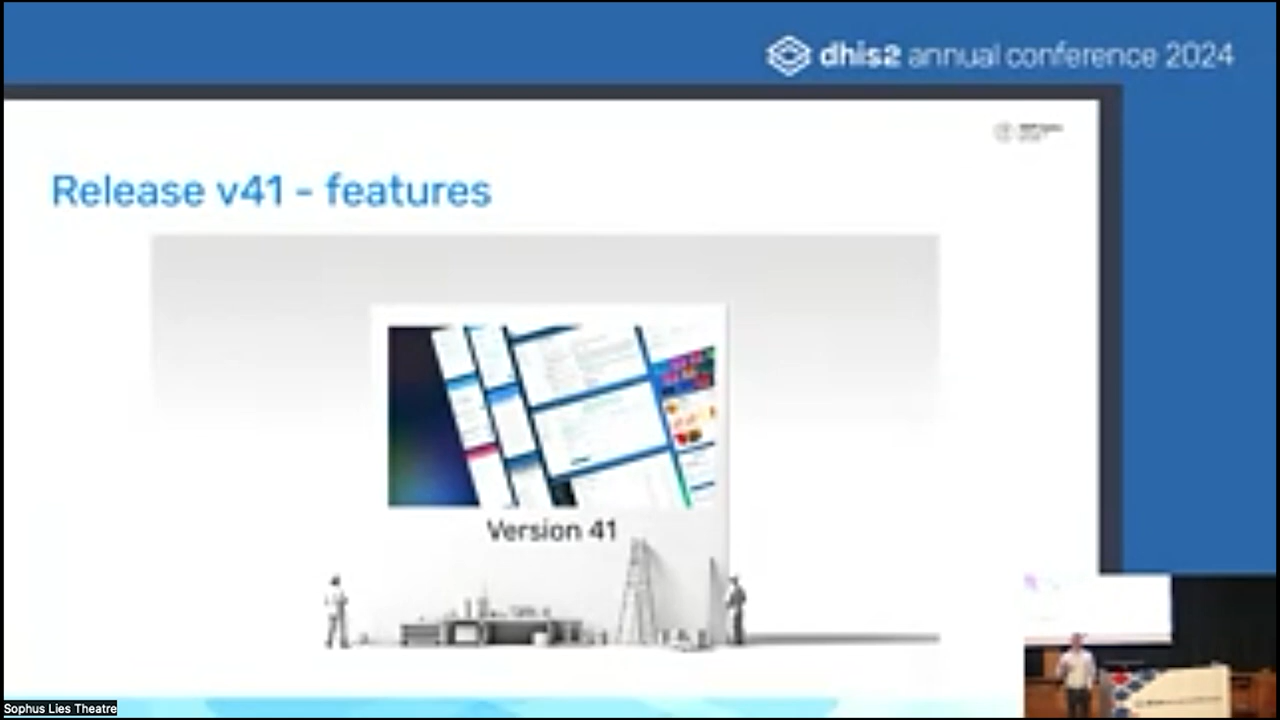 dhis2 annual conference 2024
Release v41 - features
Version 41
Sophus Lies Theatre